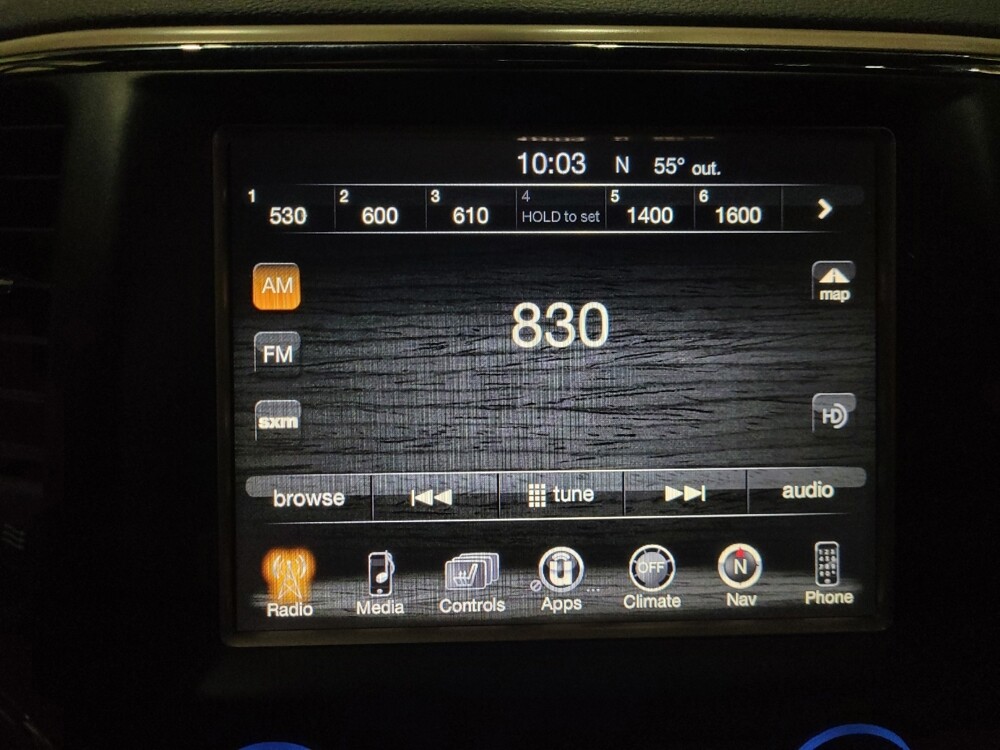 10:03 N 55° out.
1 530 2 600 3 610 4 HOLD to set 5 1400 6 1600
AM
map
830
FM
sxm
HD
browse tune audio
OFF N
Radio Media Controls Apps ... Climate Nav Phone